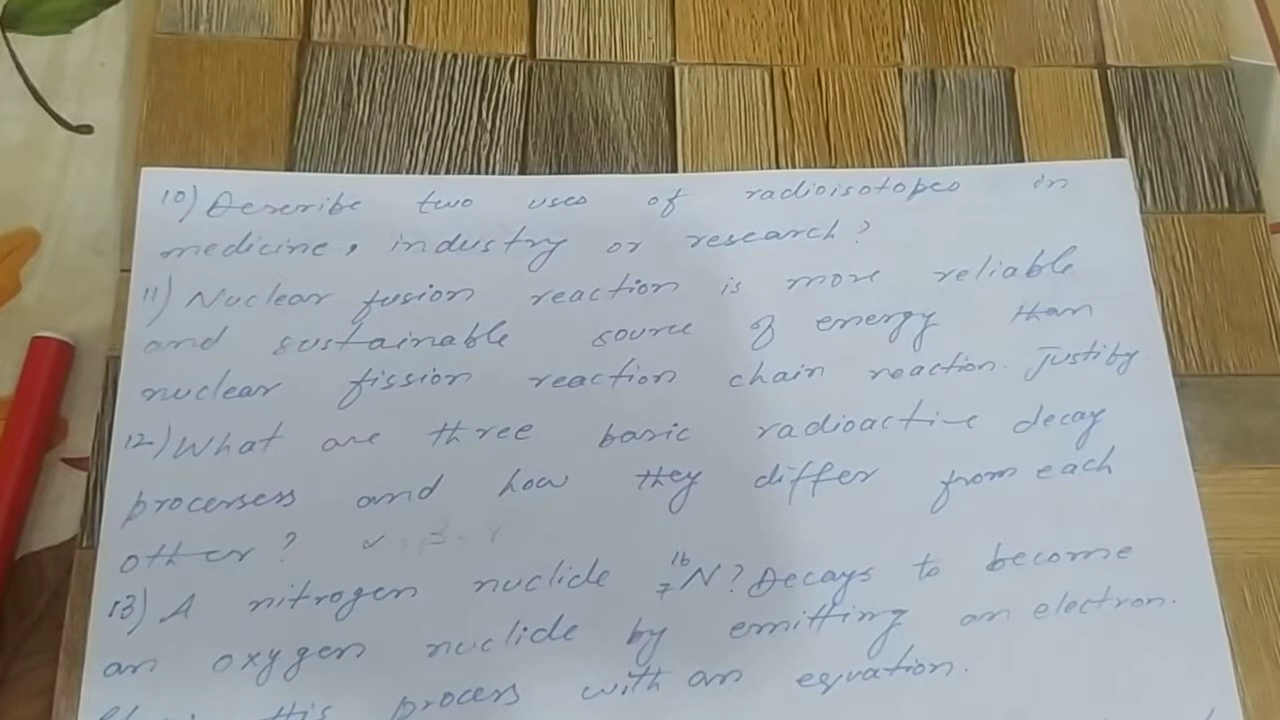 10) Describe two uses of radioisotopes in
medicine, industry or research?
11) Nuclear fusion reaction is more reliable
and sustainable source of energy than
nuclear fission reaction chain reaction. Justiby.
12) What are three basic radioactive decay
processess and how they differ from each
other? α β γ
13) A nitrogen nuclide ¹⁶₇N? Decays to become
an oxygen nuclide by emitting an electron.
this process with an equation.